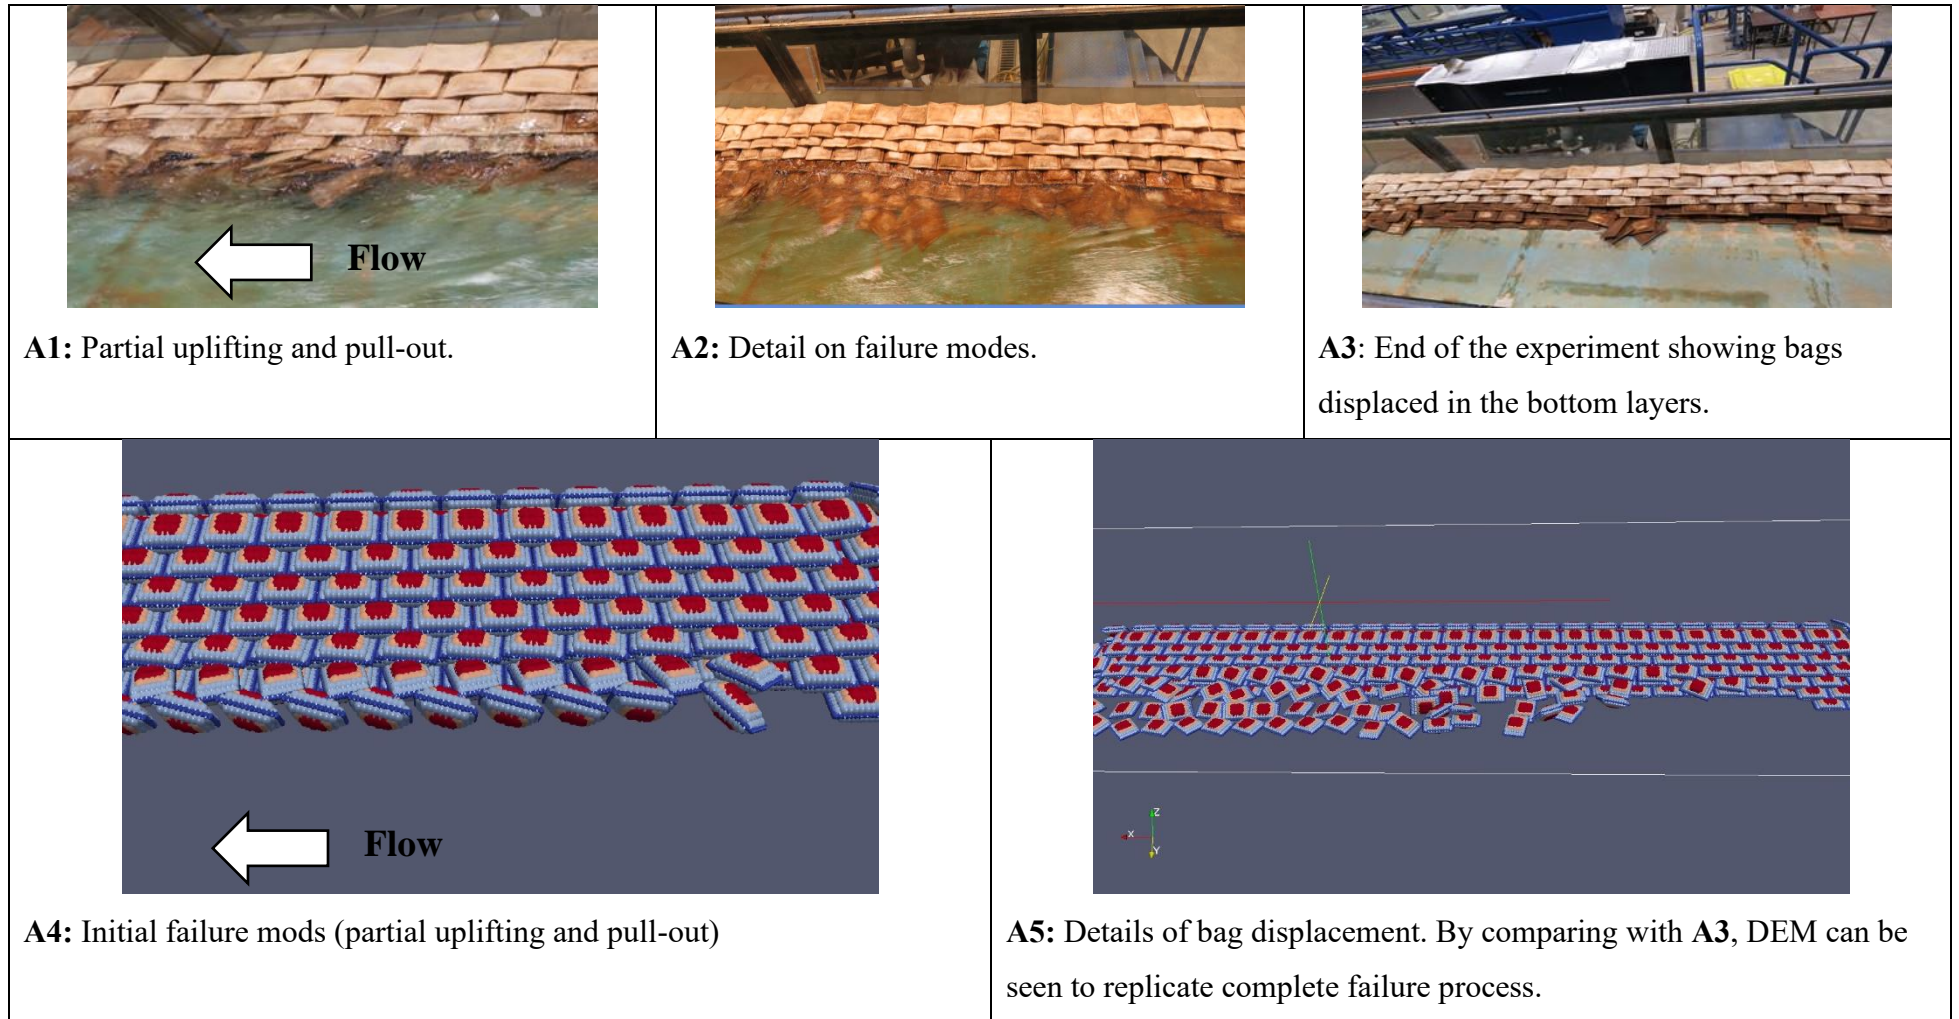 Flow
A1: Partial uplifting and pull-out.
A2: Detail on failure modes.
A3: End of the experiment showing bags
displaced in the bottom layers.
Flow
A4: Initial failure mods (partial uplifting and pull-out)
Z
X
Y
A5: Details of bag displacement. By comparing with A3, DEM can be
seen to replicate complete failure process.